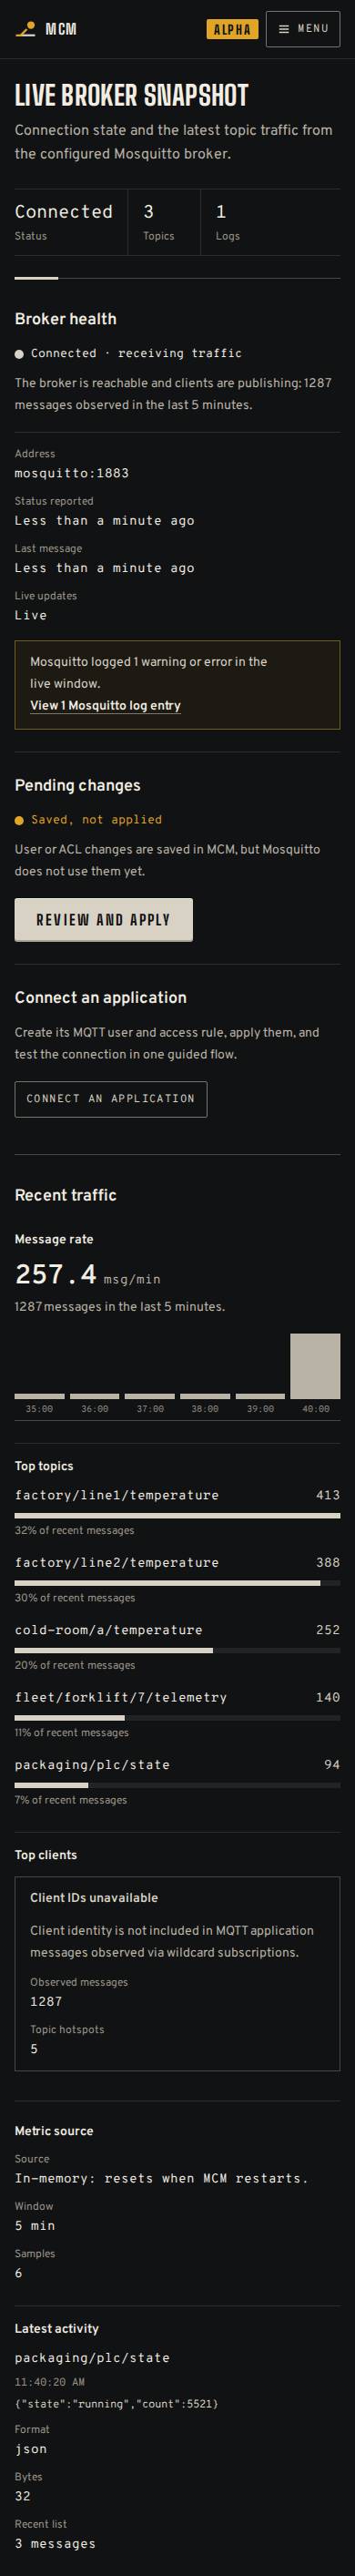 MCM
ALPHA
MENU
LIVE BROKER SNAPSHOT
Connection state and the latest topic traffic from
the configured Mosquitto broker.
Connected
Status
3
Topics
1
Logs
Broker health
Connected · receiving traffic
The broker is reachable and clients are publishing: 1287
messages observed in the last 5 minutes.
Address
mosquitto:1883
Status reported
Less than a minute ago
Last message
Less than a minute ago
Live updates
Live
Mosquitto logged 1 warning or error in the
live window.
View 1 Mosquitto log entry
Pending changes
Saved, not applied
User or ACL changes are saved in MCM, but Mosquitto
does not use them yet.
REVIEW AND APPLY
Connect an application
Create its MQTT user and access rule, apply them, and
test the connection in one guided flow.
CONNECT AN APPLICATION
Recent traffic
Message rate
257.4 msg/min
1287 messages in the last 5 minutes.
35:00 36:00 37:00 38:00 39:00 40:00
Top topics
factory/line1/temperature 413
32% of recent messages
factory/line2/temperature 388
30% of recent messages
cold-room/a/temperature 252
20% of recent messages
fleet/forklift/7/telemetry 140
11% of recent messages
packaging/plc/state 94
7% of recent messages
Top clients
Client IDs unavailable
Client identity is not included in MQTT application
messages observed via wildcard subscriptions.
Observed messages
1287
Topic hotspots
5
Metric source
Source
In-memory: resets when MCM restarts.
Window
5 min
Samples
6
Latest activity
packaging/plc/state
11:40:20 AM
{"state":"running","count":5521}
Format
json
Bytes
32
Recent list
3 messages